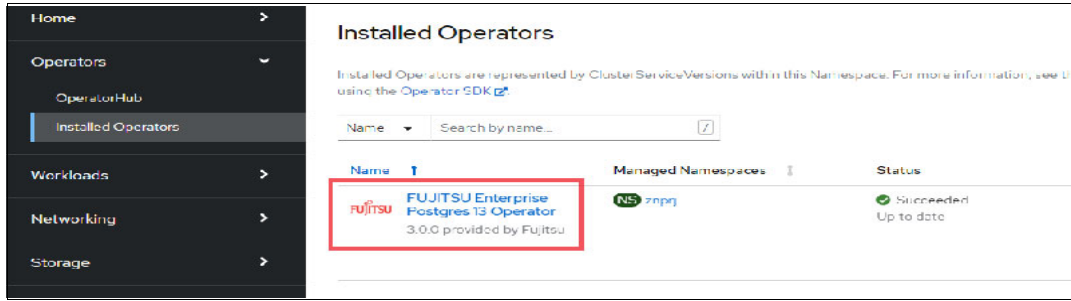 Home
Operators
OperatorHub
Installed Operators
Workloads
Networking
Storage
Installed Operators
Installed Operators are represented by ClusterServiceVersions within this Namespace. For more information, see th
using the Operator SDK
Name
Search by name...
/
Name
Managed Namespaces
Status
FUJITSU
FUJITSU Enterprise
Postgres 13 Operator
3.0.0 provided by Fujitsu
NS
Succeeded
Up to date